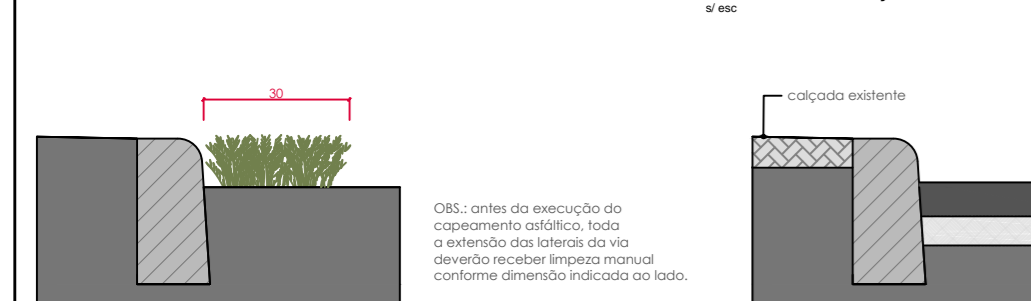 s/ esc
30
calçada existente
OBS.: antes da execução do
capeamento asfáltico, toda
a extensão das laterais da via
deverão receber limpeza manual
conforme dimensão indicada ao lado.